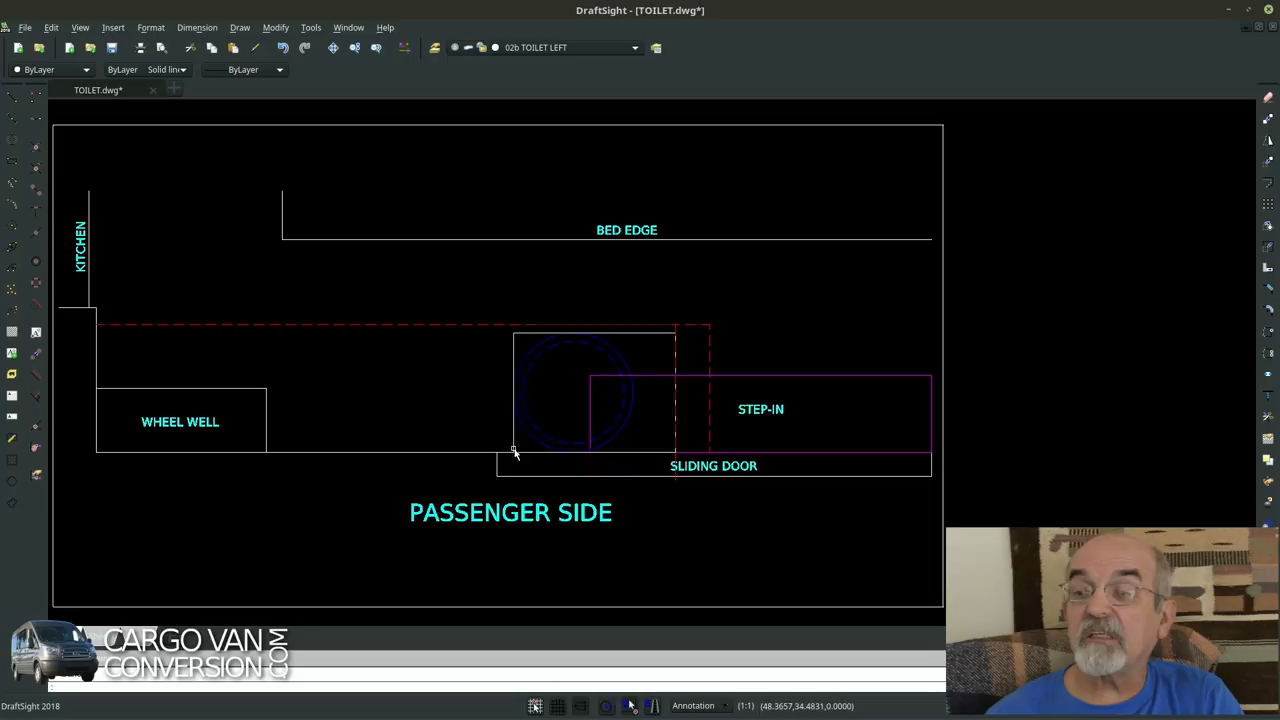 DraftSight - [TOILET.dwg*]
File Edit View Insert Format Dimension Draw Modify Tools Window Help
02b TOILET LEFT
ByLayer ByLayer Solid line ByLayer
TOILET.dwg*
KITCHEN
BED EDGE
WHEEL WELL
STEP-IN
SLIDING DOOR
PASSENGER SIDE
CARGO VAN
CONVERSION.COM
:
DraftSight 2018 Annotation (1:1) (48.3657,34.4831,0.0000)